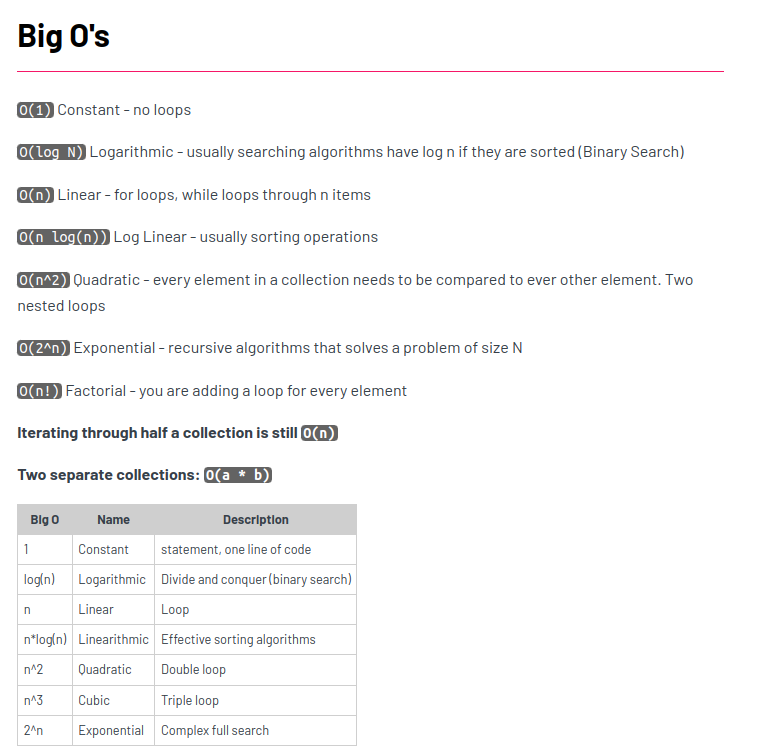 Big O's
O(1) Constant - no loops
O(log N) Logarithmic - usually searching algorithms have log n if they are sorted (Binary Search)
O(n) Linear - for loops, while loops through n items
O(n log(n)) Log Linear - usually sorting operations
O(n^2) Quadratic - every element in a collection needs to be compared to ever other element. Two
nested loops
O(2^n) Exponential - recursive algorithms that solves a problem of size N
O(n!) Factorial - you are adding a loop for every element
Iterating through half a collection is still O(n)
Two separate collections: O(a * b)
Big O Name Description
1 Constant statement, one line of code
log(n) Logarithmic Divide and conquer (binary search)
n Linear Loop
n*log(n) Linearithmic Effective sorting algorithms
n^2 Quadratic Double loop
n^3 Cubic Triple loop
2^n Exponential Complex full search